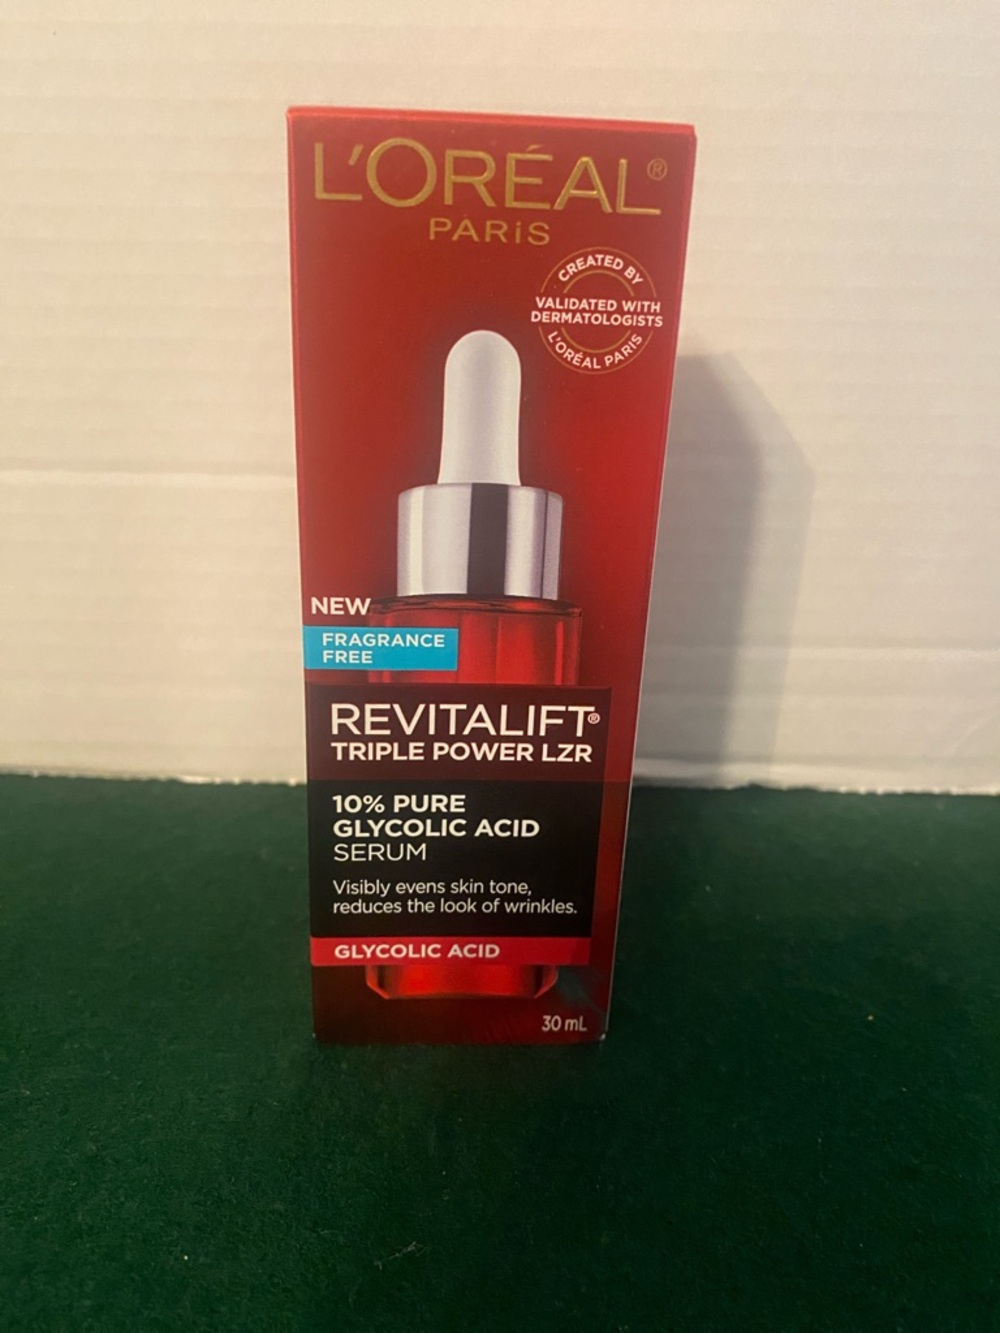 L'ORÉAL®
PARiS
CREATED BY
VALIDATED WITH
DERMATOLOGISTS
L'ORÉAL PARIS
NEW
FRAGRANCE
FREE
REVITALIFT®
TRIPLE POWER LZR
10% PURE
GLYCOLIC ACID
SERUM
Visibly evens skin tone,
reduces the look of wrinkles.
GLYCOLIC ACID
30 mL